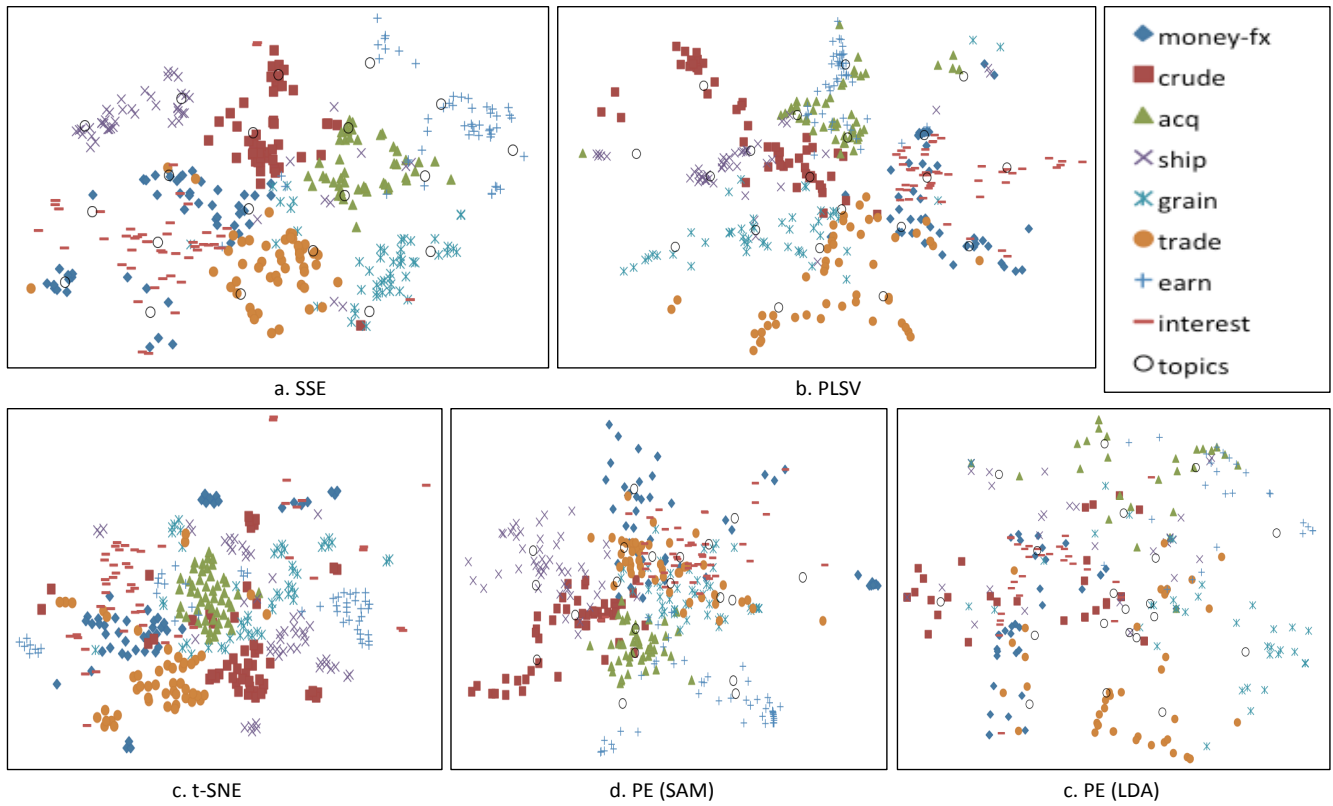 money-fx
crude
acq
ship
grain
trade
earn
interest
topics
a. SSE
b. PLSV
c. t-SNE
d. PE (SAM)
c. PE (LDA)